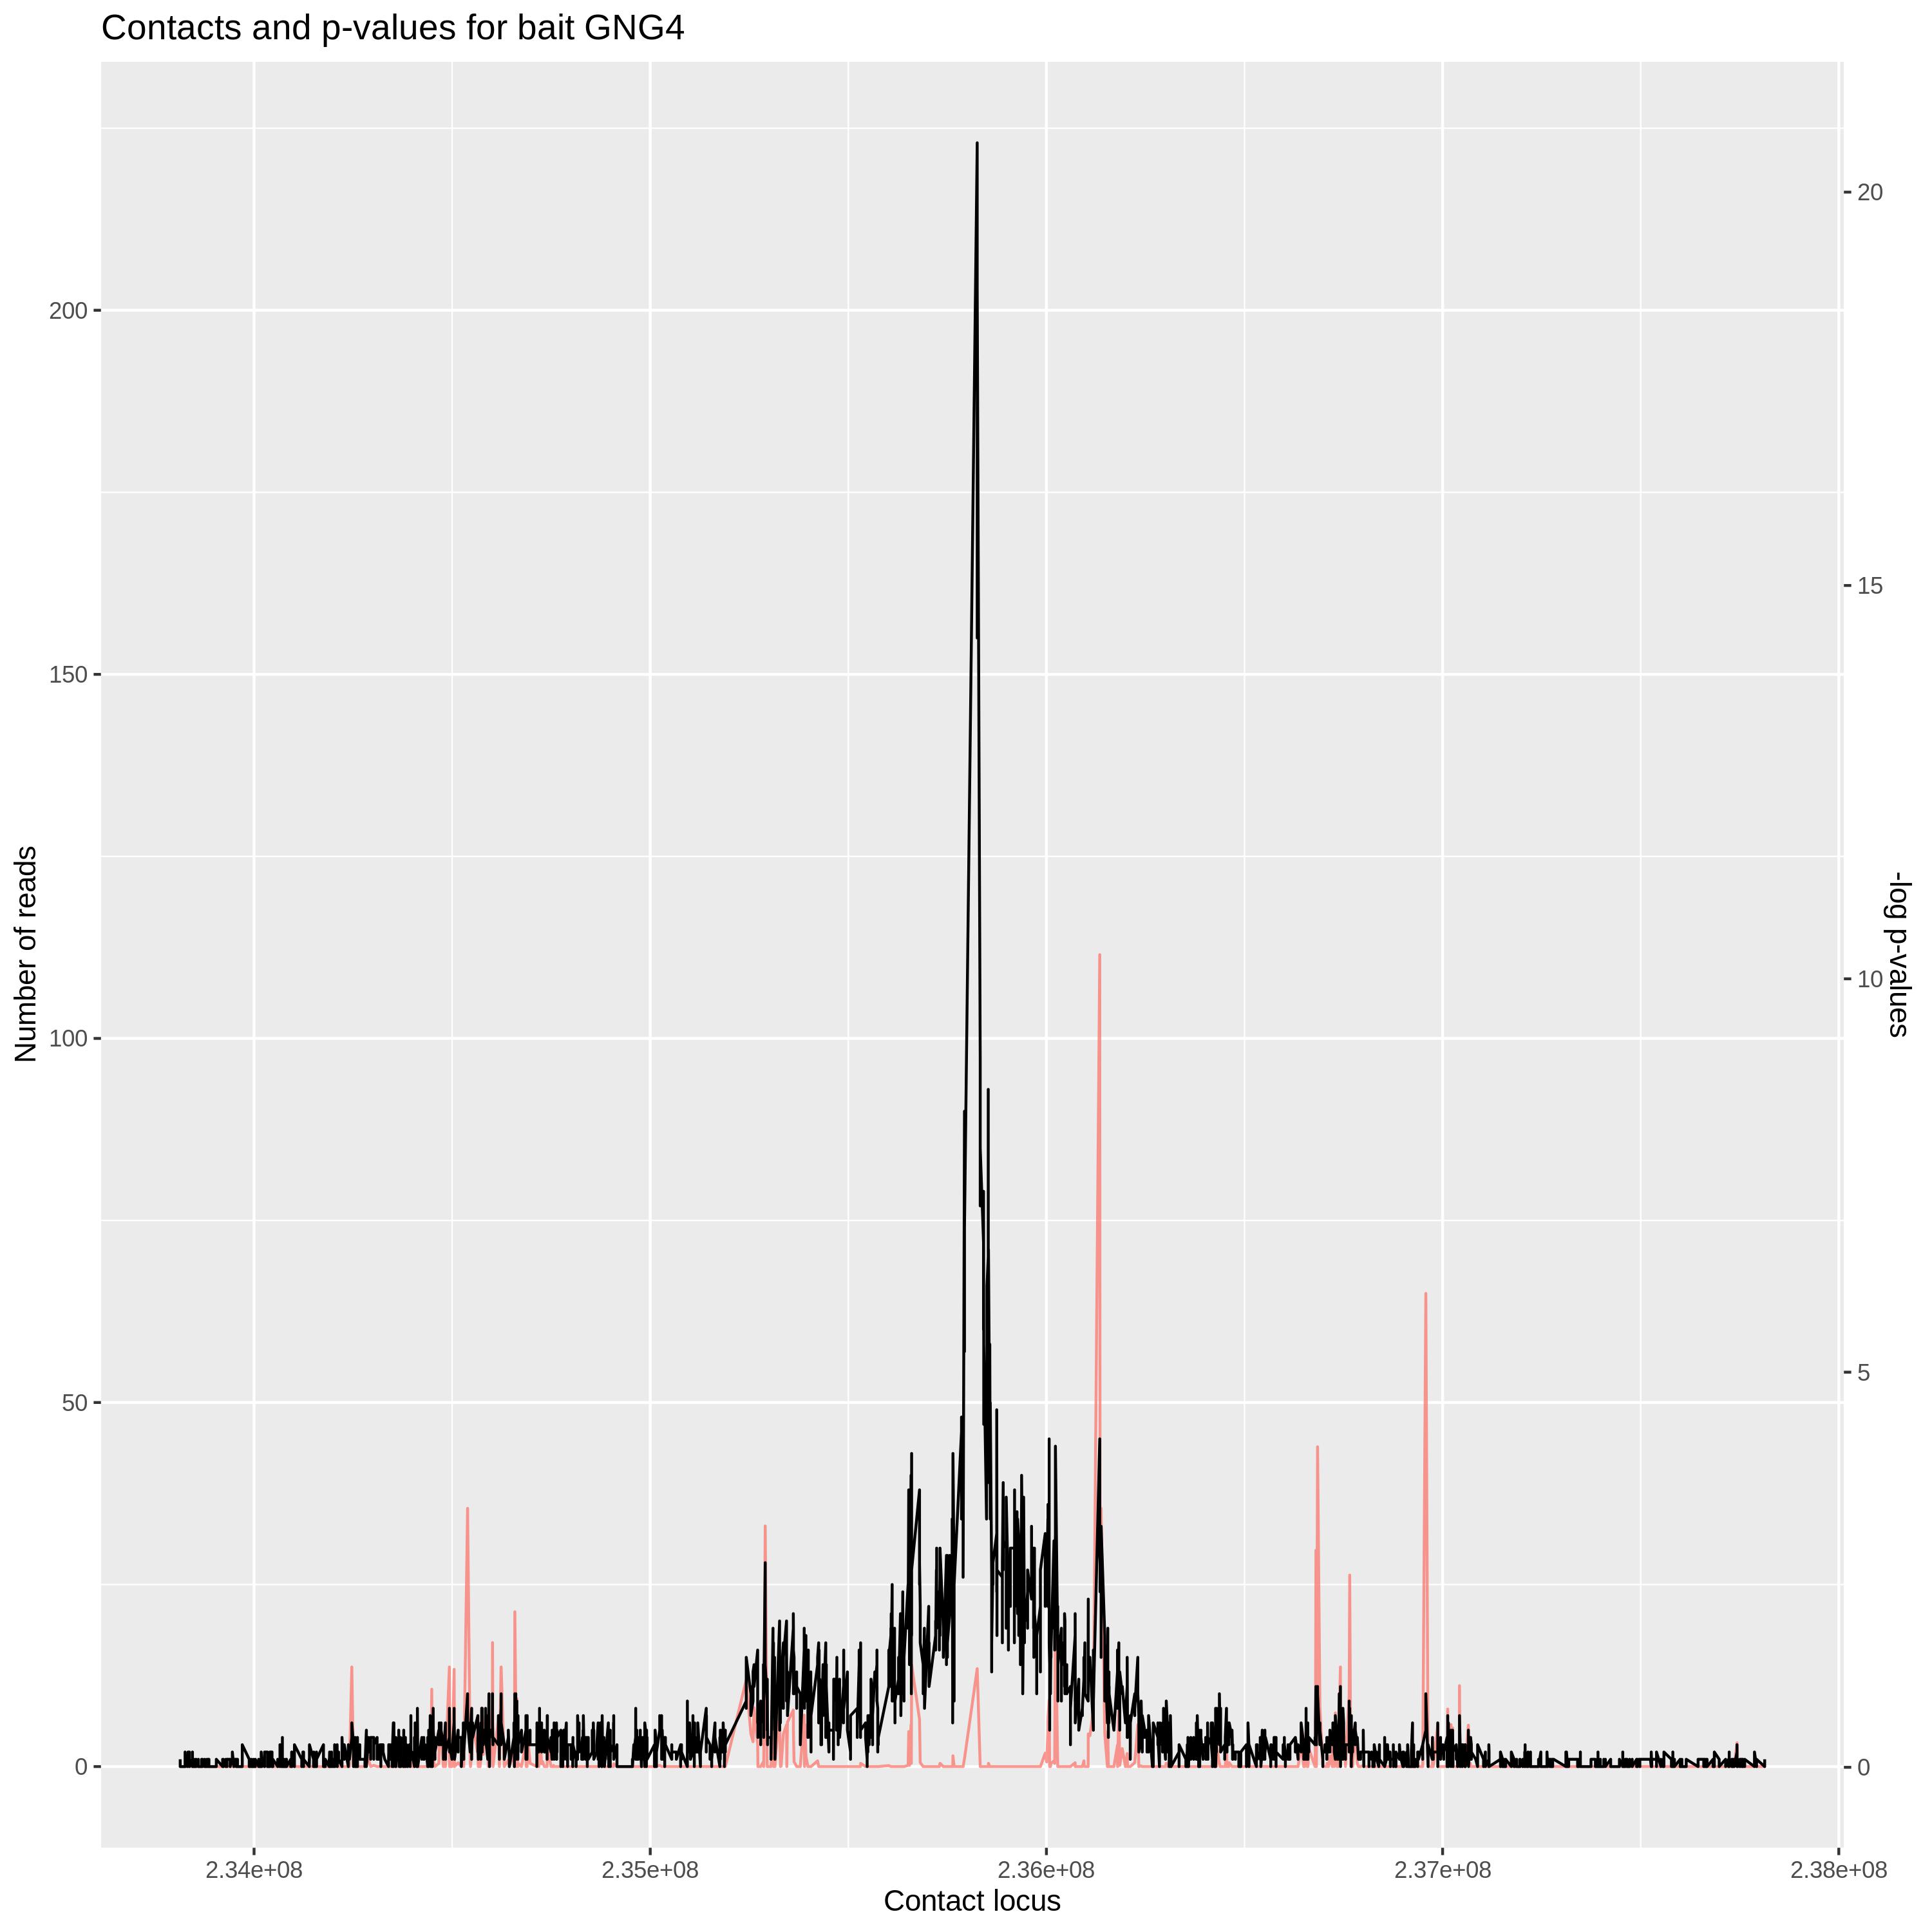 Contacts and p-values for bait GNG4
200
150
100
50
0
Number of reads
20
15
10
5
0
-log p-values
2.34e+08
2.35e+08
2.36e+08
2.37e+08
2.38e+08
Contact locus